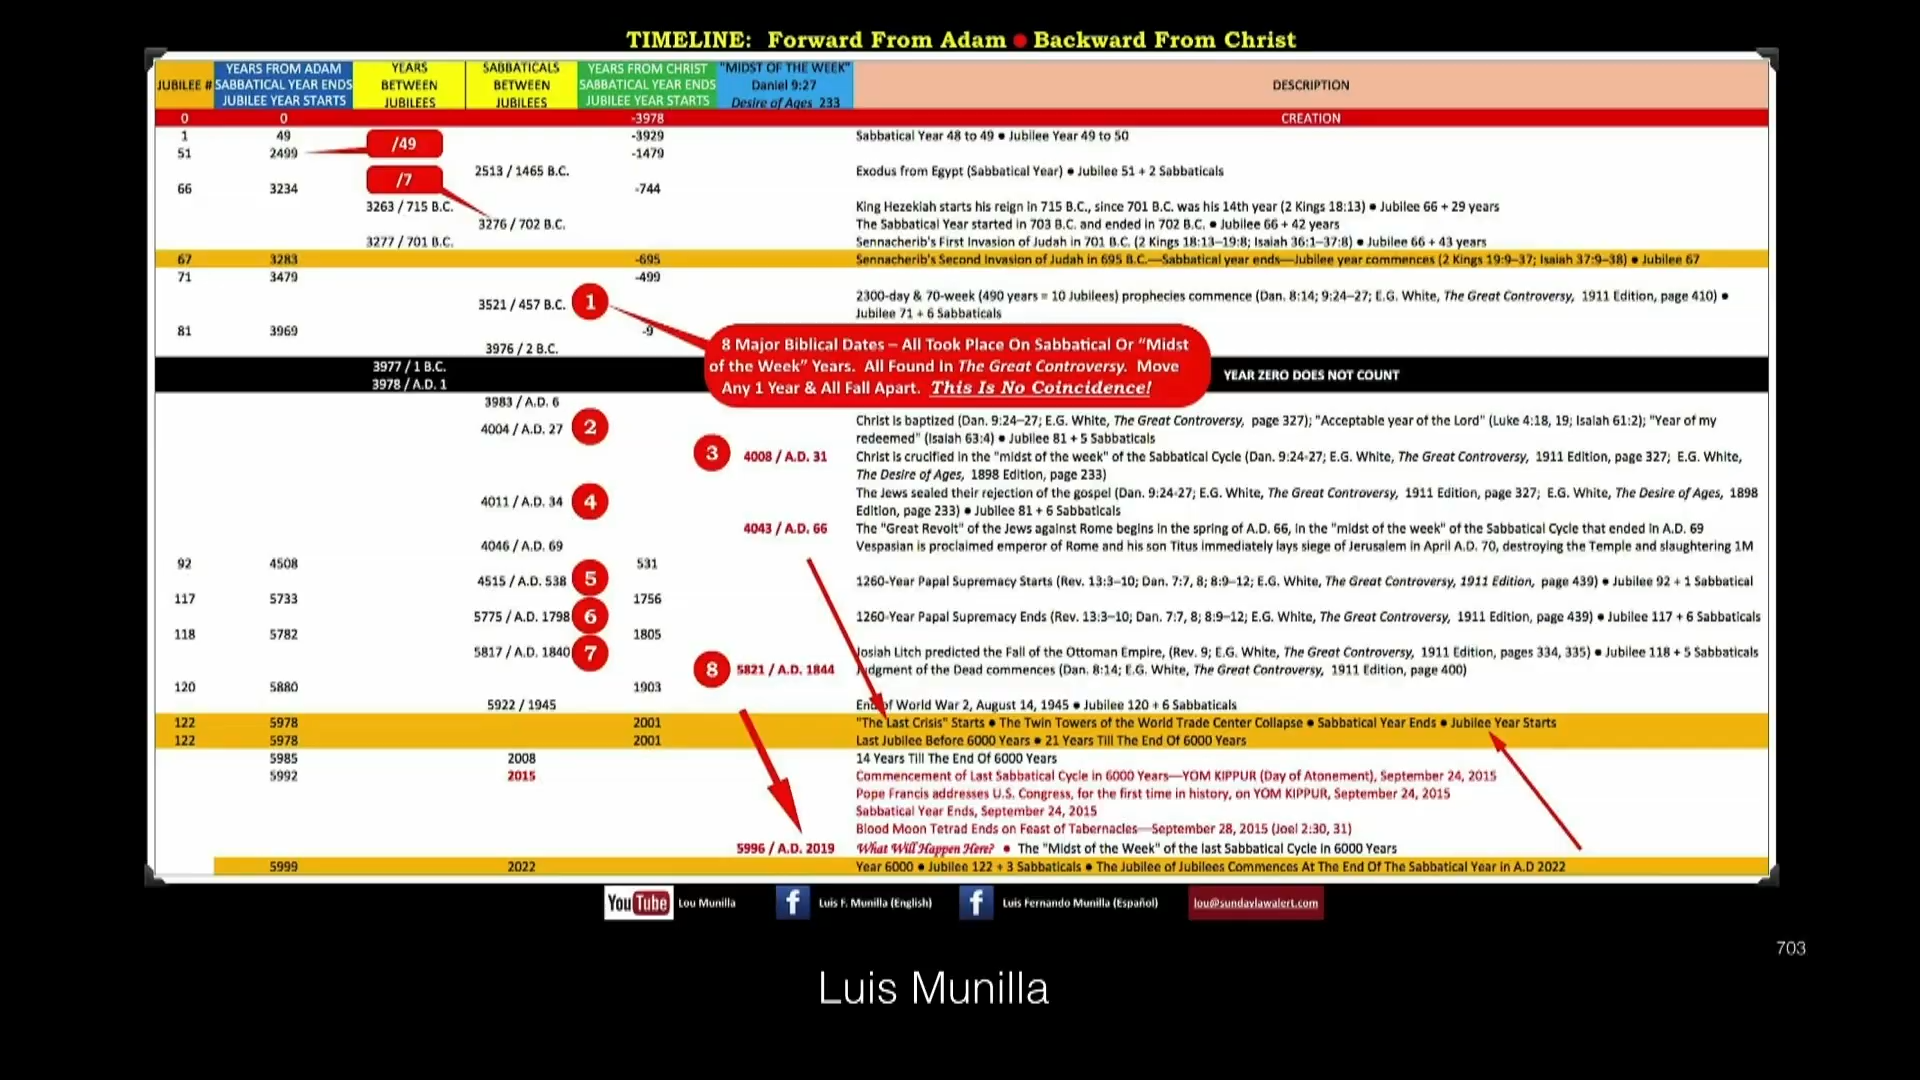 TIMELINE: Forward From Adam ● Backward From Christ
JUBILEE #
YEARS FROM ADAM
SABBATICAL YEAR ENDS
JUBILEE YEAR STARTS
YEARS
BETWEEN
JUBILEES
SABBATICALS
BETWEEN
JUBILEES
YEARS FROM CHRIST
SABBATICAL YEAR ENDS
JUBILEE YEAR STARTS
"MIDST OF THE WEEK"
Daniel 9:27
Desire of Ages 233
DESCRIPTION
0 0 -3978 CREATION
1 49 -3929 Sabbatical Year 48 to 49 ● Jubilee Year 49 to 50
/49
51 2499 -1479
2513 / 1465 B.C. Exodus from Egypt (Sabbatical Year) ● Jubilee 51 + 2 Sabbaticals
/7
66 3234 -744
3263 / 715 B.C. King Hezekiah starts his reign in 715 B.C., since 701 B.C. was his 14th year (2 Kings 18:13) ● Jubilee 66 + 29 years
3276 / 702 B.C. The Sabbatical Year started in 703 B.C. and ended in 702 B.C. ● Jubilee 66 + 42 years
3277 / 701 B.C. Sennacherib's First Invasion of Judah in 701 B.C. (2 Kings 18:13–19:8; Isaiah 36:1–37:8) ● Jubilee 66 + 43 years
67 3283 -695 Sennacherib's Second Invasion of Judah in 695 B.C.—Sabbatical year ends—Jubilee year commences (2 Kings 19:9–37; Isaiah 37:9–38) ● Jubilee 67
71 3479 -499
3521 / 457 B.C. 1 2300-day & 70-week (490 years = 10 Jubilees) prophecies commence (Dan. 8:14; 9:24–27; E.G. White, The Great Controversy, 1911 Edition, page 410) ●
Jubilee 71 + 6 Sabbaticals
81 3969 -9
8 Major Biblical Dates – All Took Place On Sabbatical Or "Midst
of the Week" Years. All Found In The Great Controversy. Move
Any 1 Year & All Fall Apart. This Is No Coincidence!
3976 / 2 B.C.
3977 / 1 B.C.
3978 / A.D. 1
YEAR ZERO DOES NOT COUNT
3983 / A.D. 6
4004 / A.D. 27 2 Christ is baptized (Dan. 9:24–27; E.G. White, The Great Controversy, page 327); "Acceptable year of the Lord" (Luke 4:18, 19; Isaiah 61:2); "Year of my
redeemed" (Isaiah 63:4) ● Jubilee 81 + 5 Sabbaticals
3 4008 / A.D. 31 Christ is crucified in the "midst of the week" of the Sabbatical Cycle (Dan. 9:24-27; E.G. White, The Great Controversy, 1911 Edition, page 327; E.G. White,
The Desire of Ages, 1898 Edition, page 233)
4011 / A.D. 34 4 The Jews sealed their rejection of the gospel (Dan. 9:24-27; E.G. White, The Great Controversy, 1911 Edition, page 327; E.G. White, The Desire of Ages, 1898
Edition, page 233) ● Jubilee 81 + 6 Sabbaticals
4043 / A.D. 66 The "Great Revolt" of the Jews against Rome begins in the spring of A.D. 66, in the "midst of the week" of the Sabbatical Cycle that ended in A.D. 69
4046 / A.D. 69 Vespasian is proclaimed emperor of Rome and his son Titus immediately lays siege of Jerusalem in April A.D. 70, destroying the Temple and slaughtering 1M
92 4508 531
4515 / A.D. 538 5 1260-Year Papal Supremacy Starts (Rev. 13:3–10; Dan. 7:7, 8; 8:9–12; E.G. White, The Great Controversy, 1911 Edition, page 439) ● Jubilee 92 + 1 Sabbatical
117 5733 1756
5775 / A.D. 1798 6 1260-Year Papal Supremacy Ends (Rev. 13:3–10; Dan. 7:7, 8; 8:9–12; E.G. White, The Great Controversy, 1911 Edition, page 439) ● Jubilee 117 + 6 Sabbaticals
118 5782 1805
5817 / A.D. 1840 7 Josiah Litch predicted the Fall of the Ottoman Empire, (Rev. 9; E.G. White, The Great Controversy, 1911 Edition, pages 334, 335) ● Jubilee 118 + 5 Sabbaticals
8 5821 / A.D. 1844 Judgment of the Dead commences (Dan. 8:14; E.G. White, The Great Controversy, 1911 Edition, page 400)
120 5880 1903
5922 / 1945 End of World War 2, August 14, 1945 ● Jubilee 120 + 6 Sabbaticals
122 5978 2001 "The Last Crisis" Starts ● The Twin Towers of the World Trade Center Collapse ● Sabbatical Year Ends ● Jubilee Year Starts
122 5978 2001 Last Jubilee Before 6000 Years ● 21 Years Till The End Of 6000 Years
5985 2008 14 Years Till The End Of 6000 Years
5992 2015 Commencement of Last Sabbatical Cycle in 6000 Years—YOM KIPPUR (Day of Atonement), September 24, 2015
Pope Francis addresses U.S. Congress, for the first time in history, on YOM KIPPUR, September 24, 2015
Sabbatical Year Ends, September 24, 2015
Blood Moon Tetrad Ends on Feast of Tabernacles—September 28, 2015 (Joel 2:30, 31)
5996 / A.D. 2019 What Will Happen Here? ● The "Midst of the Week" of the last Sabbatical Cycle in 6000 Years
5999 2022 Year 6000 ● Jubilee 122 + 3 Sabbaticals ● The Jubilee of Jubilees Commences At The End Of The Sabbatical Year in A.D 2022
YouTube Lou Munilla f Luis F. Munilla (English) f Luis Fernando Munilla (Español) lou@sundaylawalert.com
703
Luis Munilla